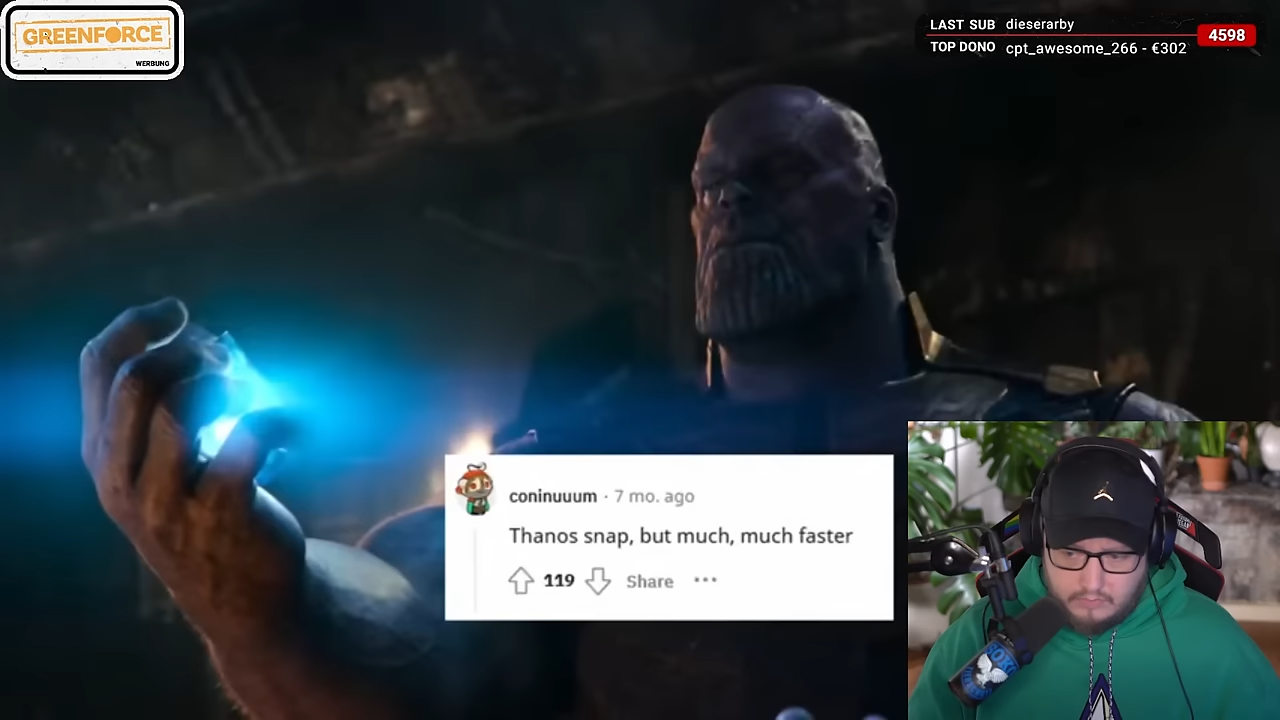 GREENFORCE
WERBUNG
LAST SUB dieserarby
TOP DONO cpt_awesome_266 - €302
4598
coninuuum · 7 mo. ago
Thanos snap, but much, much faster
119 Share ···